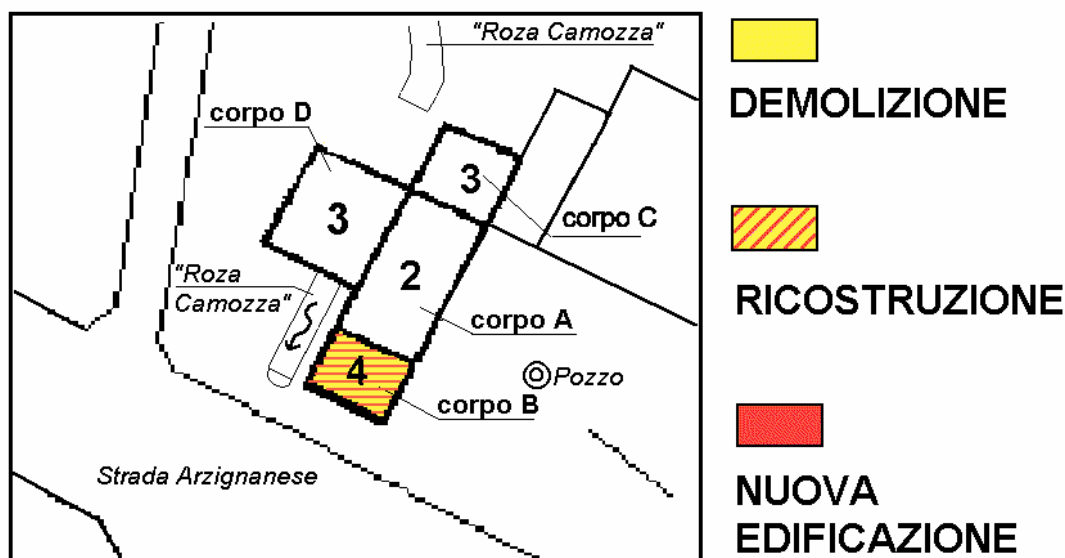 "Roza Camozza"
corpo D
3
3
corpo C
"Roza
Camozza"
2
corpo A
4
Pozzo
corpo B
Strada Arzignanese
DEMOLIZIONE
RICOSTRUZIONE
NUOVA
EDIFICAZIONE